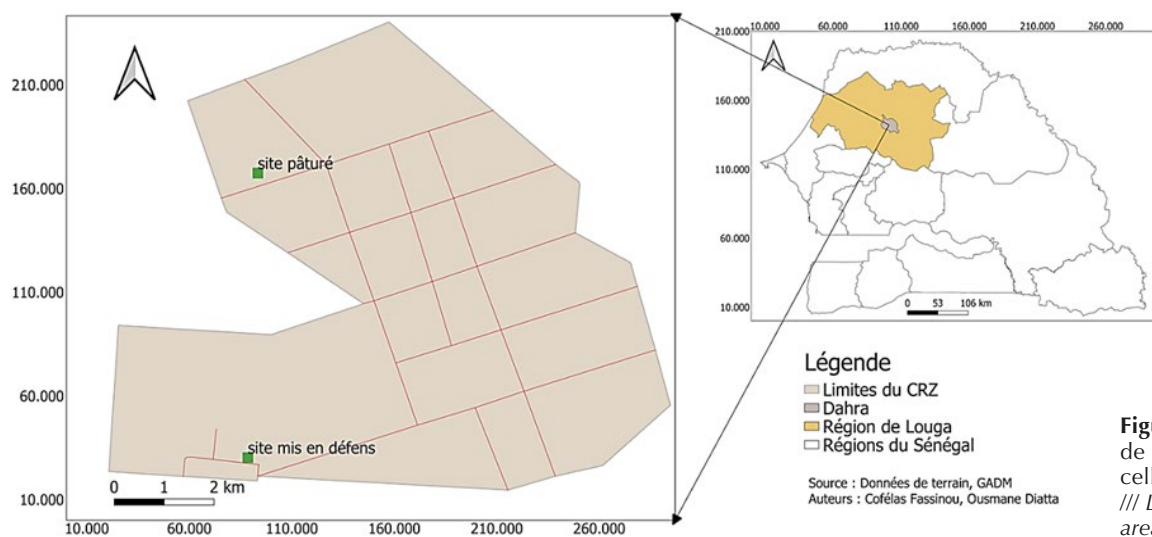 210.000
160.000
110.000
60.000
10.000
10.000 60.000 110.000 160.000 210.000 260.000
site pâturé
site mis en défens
0 1 2 km
10.000 60.000 110.000 160.000 210.000 260.000
210.000
160.000
110.000
60.000
10.000
0 53 106 km
Légende
Limites du CRZ
Dahra
Région de Louga
Régions du Sénégal
Source : Données de terrain, GADM
Auteurs : Cofélas Fassinou, Ousmane Diatta
Figu
de
cell
/// L
area